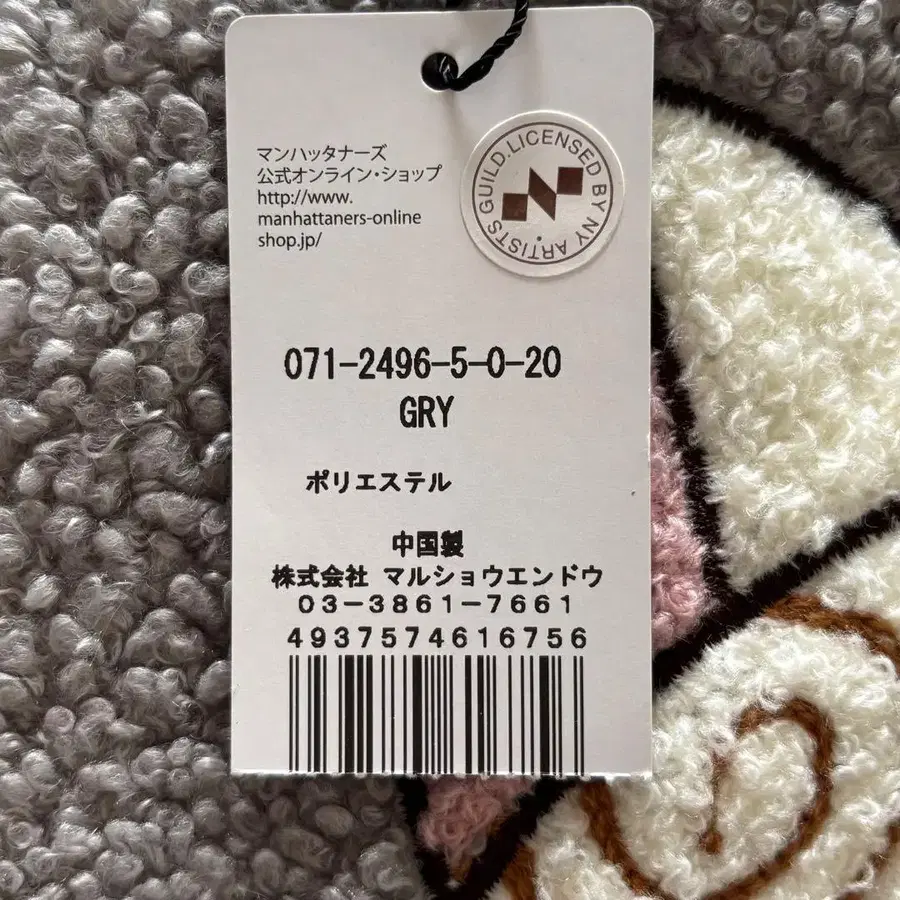 マンハッタナーズ
公式オンライン・ショップ
http://www.
manhattaners-online
shop.jp/
GUILD.LICENSED BY NY ARTISTS
071-2496-5-0-20
GRY
ポリエステル
中国製
株式会社 マルショウエンドウ
03-3861-7661
4937574616756